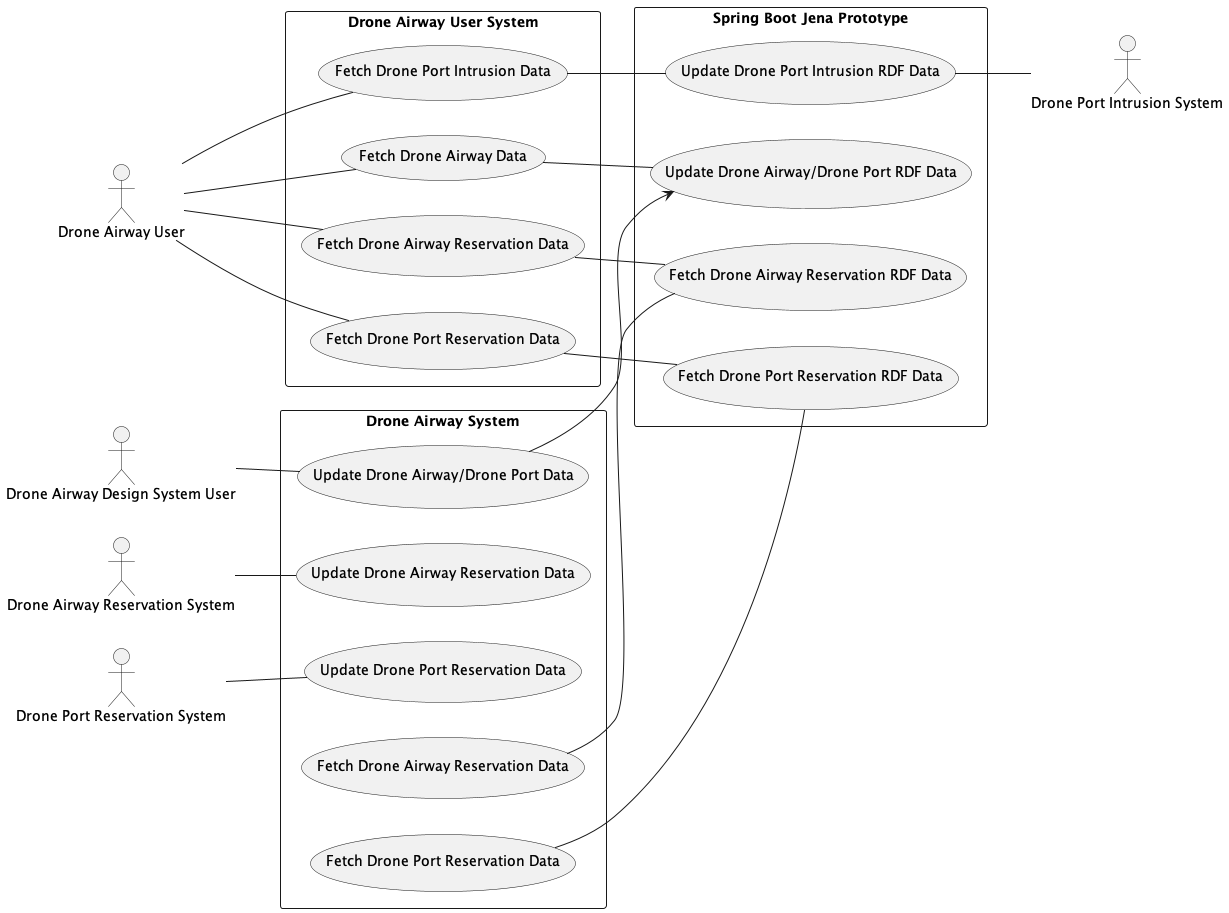 Drone Airway User System
Fetch Drone Port Intrusion Data
Fetch Drone Airway Data
Fetch Drone Airway Reservation Data
Fetch Drone Port Reservation Data
Spring Boot Jena Prototype
Update Drone Port Intrusion RDF Data
Update Drone Airway/Drone Port RDF Data
Fetch Drone Airway Reservation RDF Data
Fetch Drone Port Reservation RDF Data
Drone Port Intrusion System
Drone Airway User
Drone Airway System
Update Drone Airway/Drone Port Data
Update Drone Airway Reservation Data
Update Drone Port Reservation Data
Fetch Drone Airway Reservation Data
Fetch Drone Port Reservation Data
Drone Airway Design System User
Drone Airway Reservation System
Drone Port Reservation System